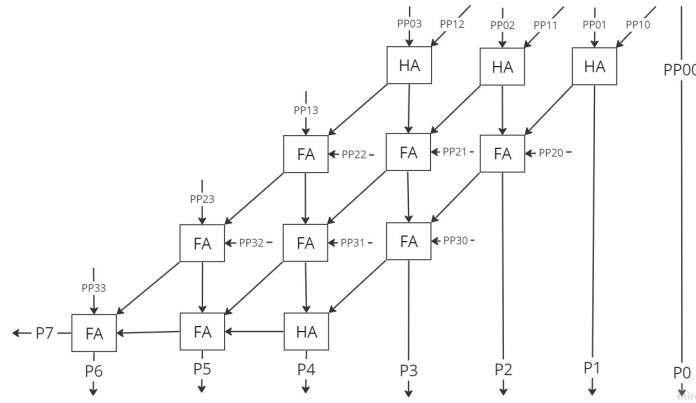 PP03 PP12 PP02 PP11 PP01 PP10
HA HA HA PP00
PP13
FA PP22 FA PP21 FA PP20
PP23
FA PP32 FA PP31 FA PP30
PP33
P7 FA FA HA
P6 P5 P4 P3 P2 P1 P0